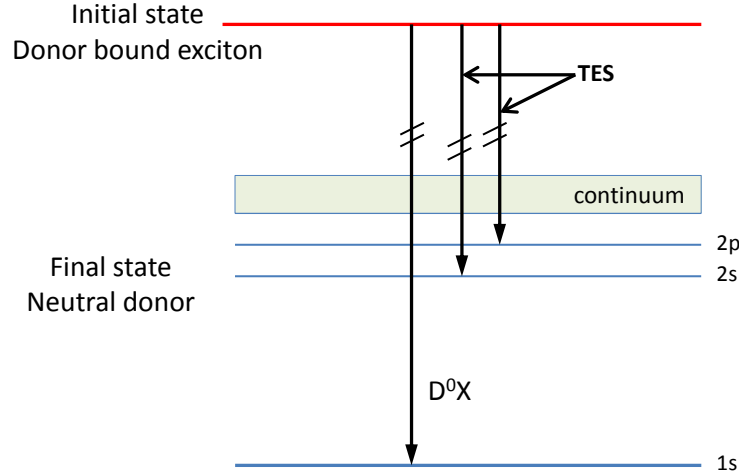 Initial state
Donor bound exciton
TES
continuum
2p
2s
Final state
Neutral donor
D⁰X
1s